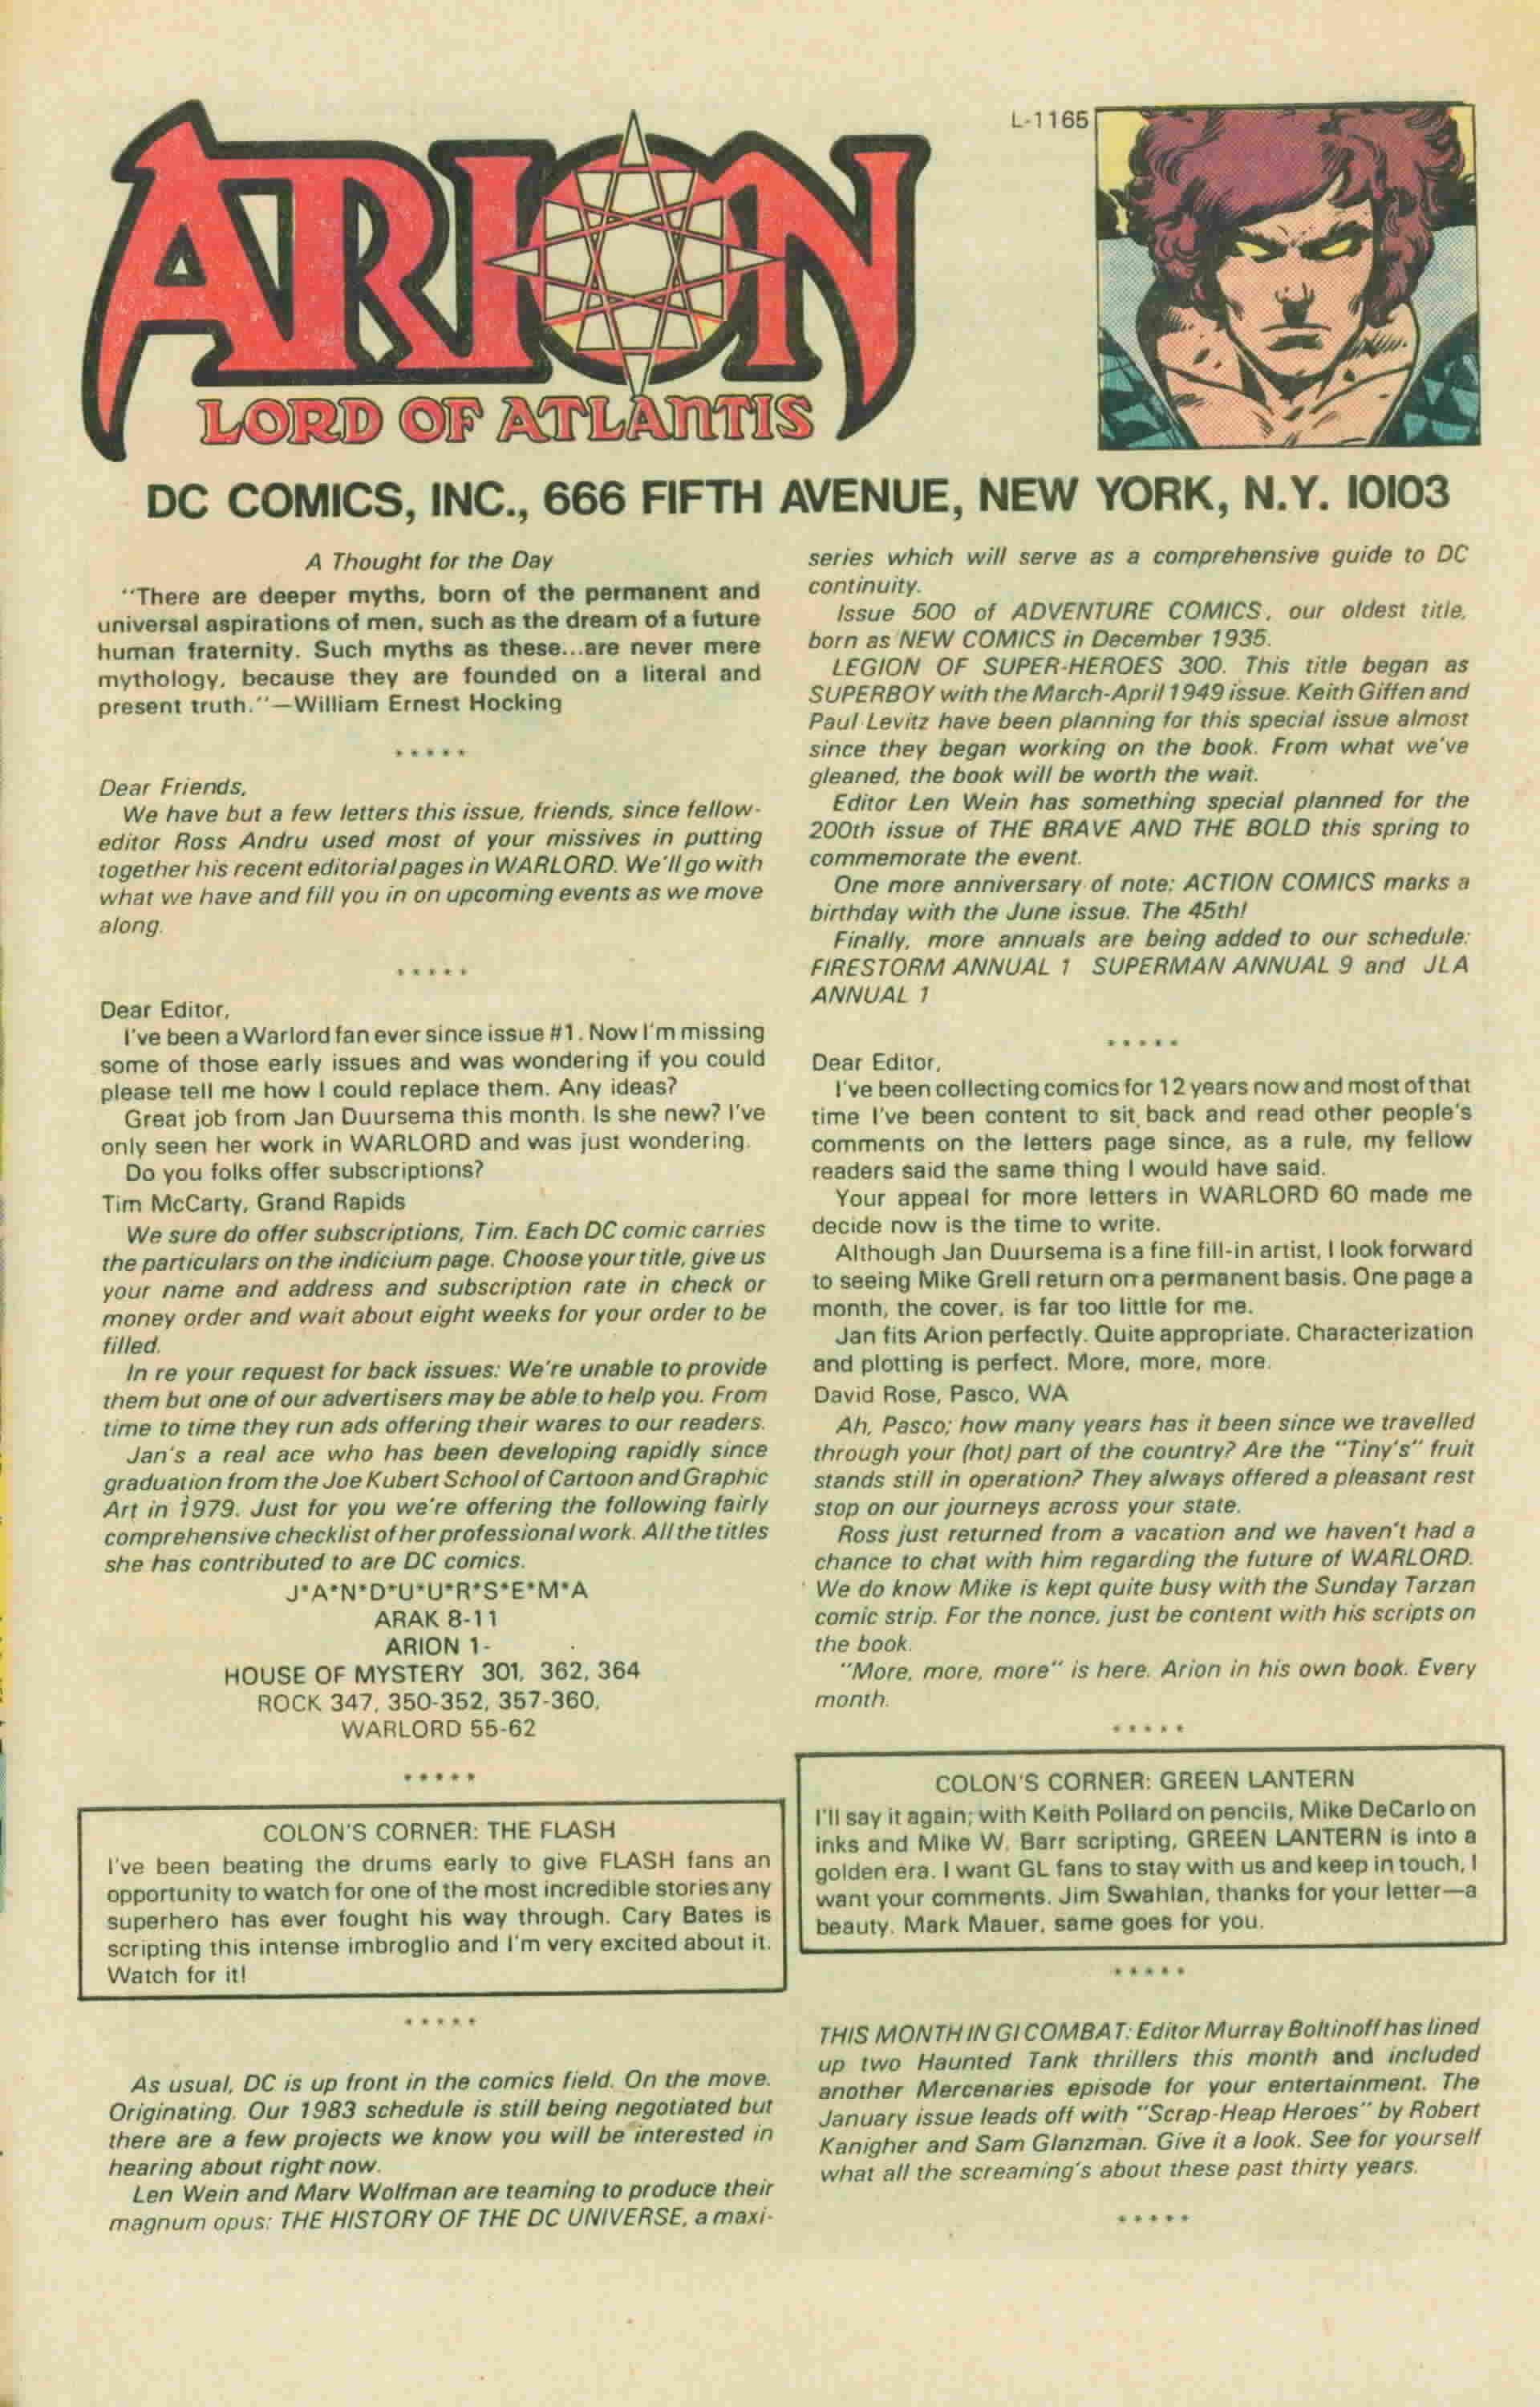 L-1165
ARION
LORD OF ATLANTIS
DC COMICS, INC., 666 FIFTH AVENUE, NEW YORK, N.Y. 10103
A Thought for the Day
"There are deeper myths, born of the permanent and
universal aspirations of men, such as the dream of a future
human fraternity. Such myths as these...are never mere
mythology, because they are founded on a literal and
present truth."—William Ernest Hocking
* * * * *
Dear Friends,
We have but a few letters this issue, friends, since fellow-
editor Ross Andru used most of your missives in putting
together his recent editorial pages in WARLORD. We'll go with
what we have and fill you in on upcoming events as we move
along.
* * * * *
Dear Editor,
I've been a Warlord fan ever since issue #1. Now I'm missing
some of those early issues and was wondering if you could
please tell me how I could replace them. Any ideas?
Great job from Jan Duursema this month. Is she new? I've
only seen her work in WARLORD and was just wondering.
Do you folks offer subscriptions?
Tim McCarty, Grand Rapids
We sure do offer subscriptions, Tim. Each DC comic carries
the particulars on the indicium page. Choose your title, give us
your name and address and subscription rate in check or
money order and wait about eight weeks for your order to be
filled.
In re your request for back issues: We're unable to provide
them but one of our advertisers may be able to help you. From
time to time they run ads offering their wares to our readers.
Jan's a real ace who has been developing rapidly since
graduation from the Joe Kubert School of Cartoon and Graphic
Art in 1979. Just for you we're offering the following fairly
comprehensive checklist of her professional work. All the titles
she has contributed to are DC comics.
J*A*N*D*U*U*R*S*E*M*A
ARAK 8-11
ARION 1-
HOUSE OF MYSTERY 301, 362, 364
ROCK 347, 350-352, 357-360,
WARLORD 55-62
* * * * *
COLON'S CORNER: THE FLASH
I've been beating the drums early to give FLASH fans an
opportunity to watch for one of the most incredible stories any
superhero has ever fought his way through. Cary Bates is
scripting this intense imbroglio and I'm very excited about it.
Watch for it!
* * * * *
As usual, DC is up front in the comics field. On the move.
Originating. Our 1983 schedule is still being negotiated but
there are a few projects we know you will be interested in
hearing about right now.
Len Wein and Marv Wolfman are teaming to produce their
magnum opus: THE HISTORY OF THE DC UNIVERSE, a maxi-
series which will serve as a comprehensive guide to DC
continuity.
Issue 500 of ADVENTURE COMICS, our oldest title,
born as NEW COMICS in December 1935.
LEGION OF SUPER-HEROES 300. This title began as
SUPERBOY with the March-April 1949 issue. Keith Giffen and
Paul Levitz have been planning for this special issue almost
since they began working on the book. From what we've
gleaned, the book will be worth the wait.
Editor Len Wein has something special planned for the
200th issue of THE BRAVE AND THE BOLD this spring to
commemorate the event.
One more anniversary of note: ACTION COMICS marks a
birthday with the June issue. The 45th!
Finally, more annuals are being added to our schedule:
FIRESTORM ANNUAL 1 SUPERMAN ANNUAL 9 and JLA
ANNUAL 1
* * * * *
Dear Editor,
I've been collecting comics for 12 years now and most of that
time I've been content to sit back and read other people's
comments on the letters page since, as a rule, my fellow
readers said the same thing I would have said.
Your appeal for more letters in WARLORD 60 made me
decide now is the time to write.
Although Jan Duursema is a fine fill-in artist, I look forward
to seeing Mike Grell return on a permanent basis. One page a
month, the cover, is far too little for me.
Jan fits Arion perfectly. Quite appropriate. Characterization
and plotting is perfect. More, more, more.
David Rose, Pasco, WA
Ah, Pasco; how many years has it been since we travelled
through your (hot) part of the country? Are the "Tiny's" fruit
stands still in operation? They always offered a pleasant rest
stop on our journeys across your state.
Ross just returned from a vacation and we haven't had a
chance to chat with him regarding the future of WARLORD.
We do know Mike is kept quite busy with the Sunday Tarzan
comic strip. For the nonce, just be content with his scripts on
the book.
"More, more, more" is here. Arion in his own book. Every
month.
* * * * *
COLON'S CORNER: GREEN LANTERN
I'll say it again; with Keith Pollard on pencils, Mike DeCarlo on
inks and Mike W. Barr scripting, GREEN LANTERN is into a
golden era. I want GL fans to stay with us and keep in touch, I
want your comments. Jim Swahlan, thanks for your letter—a
beauty. Mark Mauer, same goes for you.
* * * * *
THIS MONTH IN GI COMBAT: Editor Murray Boltinoff has lined
up two Haunted Tank thrillers this month and included
another Mercenaries episode for your entertainment. The
January issue leads off with "Scrap-Heap Heroes" by Robert
Kanigher and Sam Glanzman. Give it a look. See for yourself
what all the screaming's about these past thirty years.
* * * * *